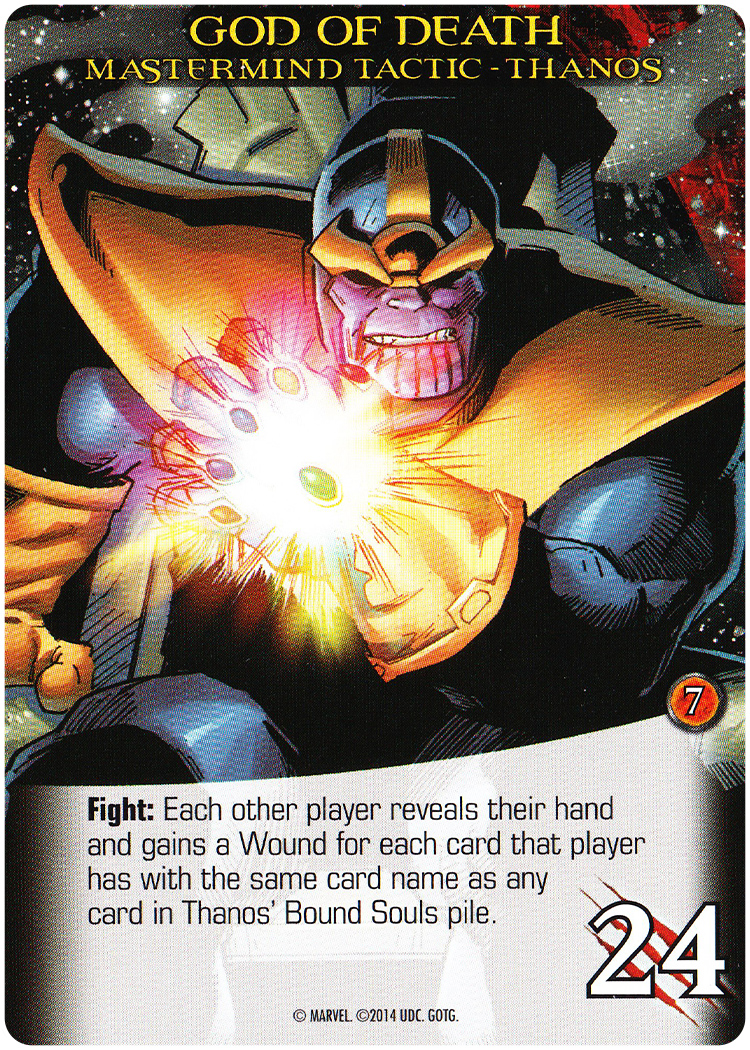 GOD OF DEATH
MASTERMIND TACTIC - THANOS
7
Fight: Each other player reveals their hand
and gains a Wound for each card that player
has with the same card name as any
card in Thanos' Bound Souls pile.
24
© MARVEL. ©2014 UDC. GOTG.